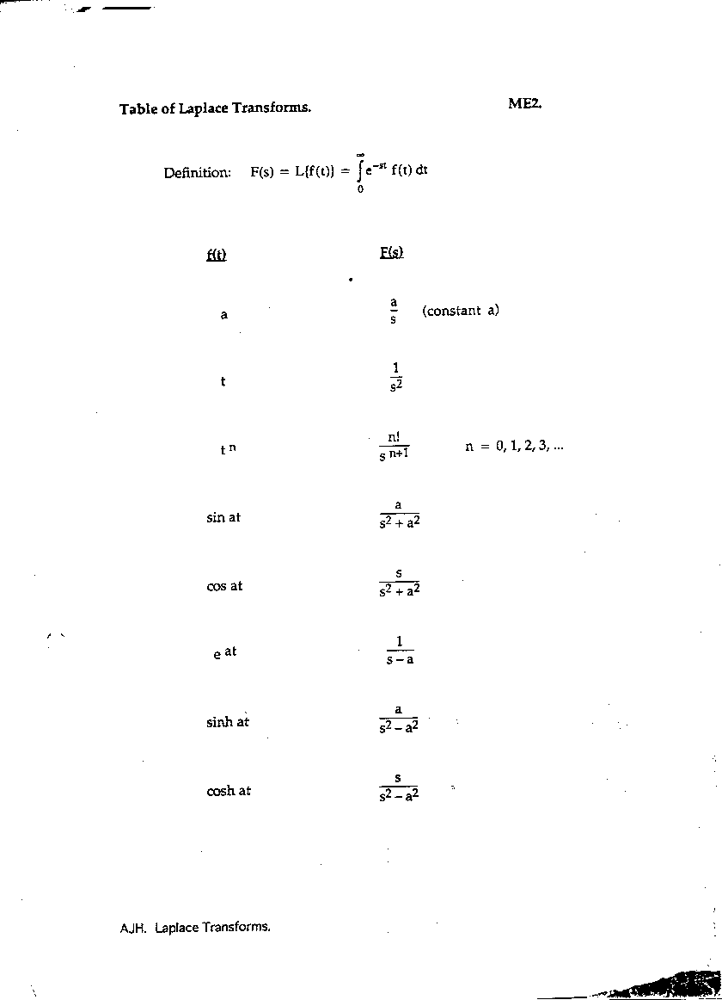 Table of Laplace Transforms. ME2.
Definition: F(s) = L{f(t)} = ∫₀^∞ e^–st f(t) dt
f(t) F(s)
a a/s (constant a)
t 1/s²
t^n n!/s^n+1 n = 0, 1, 2, 3, ...
sin at a/(s² + a²)
cos at s/(s² + a²)
e^at 1/(s – a)
sinh at a/(s² – a²)
cosh at s/(s² – a²)
AJH. Laplace Transforms.